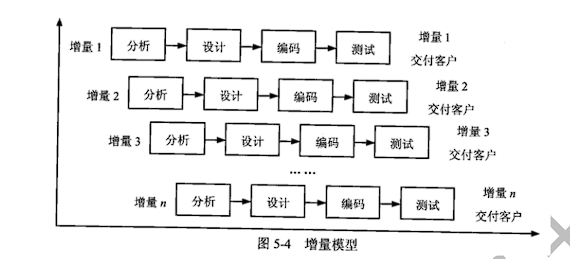 增量 1 分析 设计 编码 测试 增量 1
交付客户
增量 2 分析 设计 编码 测试 增量 2
交付客户
增量 3 分析 设计 编码 测试 增量 3
交付客户
……
增量 n 分析 设计 编码 测试 增量 n
交付客户
图 5-4 增量模型